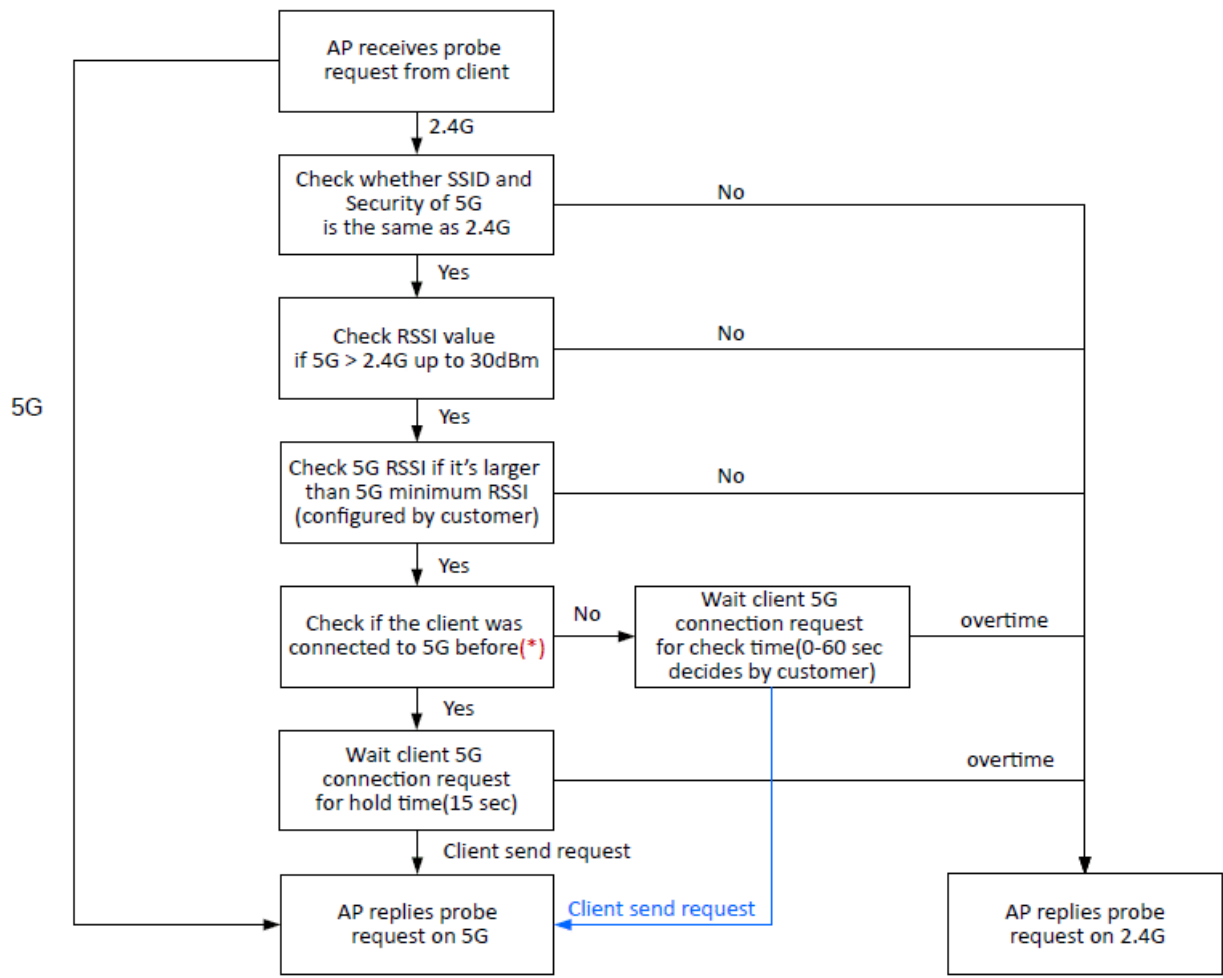 AP receives probe
request from client
2.4G
Check whether SSID and
Security of 5G
is the same as 2.4G
No
Yes
Check RSSI value
if 5G > 2.4G up to 30dBm
No
5G
Yes
Check 5G RSSI if it's larger
than 5G minimum RSSI
(configured by customer)
No
Yes
Check if the client was
connected to 5G before(*)
No
Wait client 5G
connection request
for check time(0-60 sec
decides by customer)
overtime
Yes
Wait client 5G
connection request
for hold time(15 sec)
overtime
Client send request
AP replies probe
request on 5G
Client send request
AP replies probe
request on 2.4G